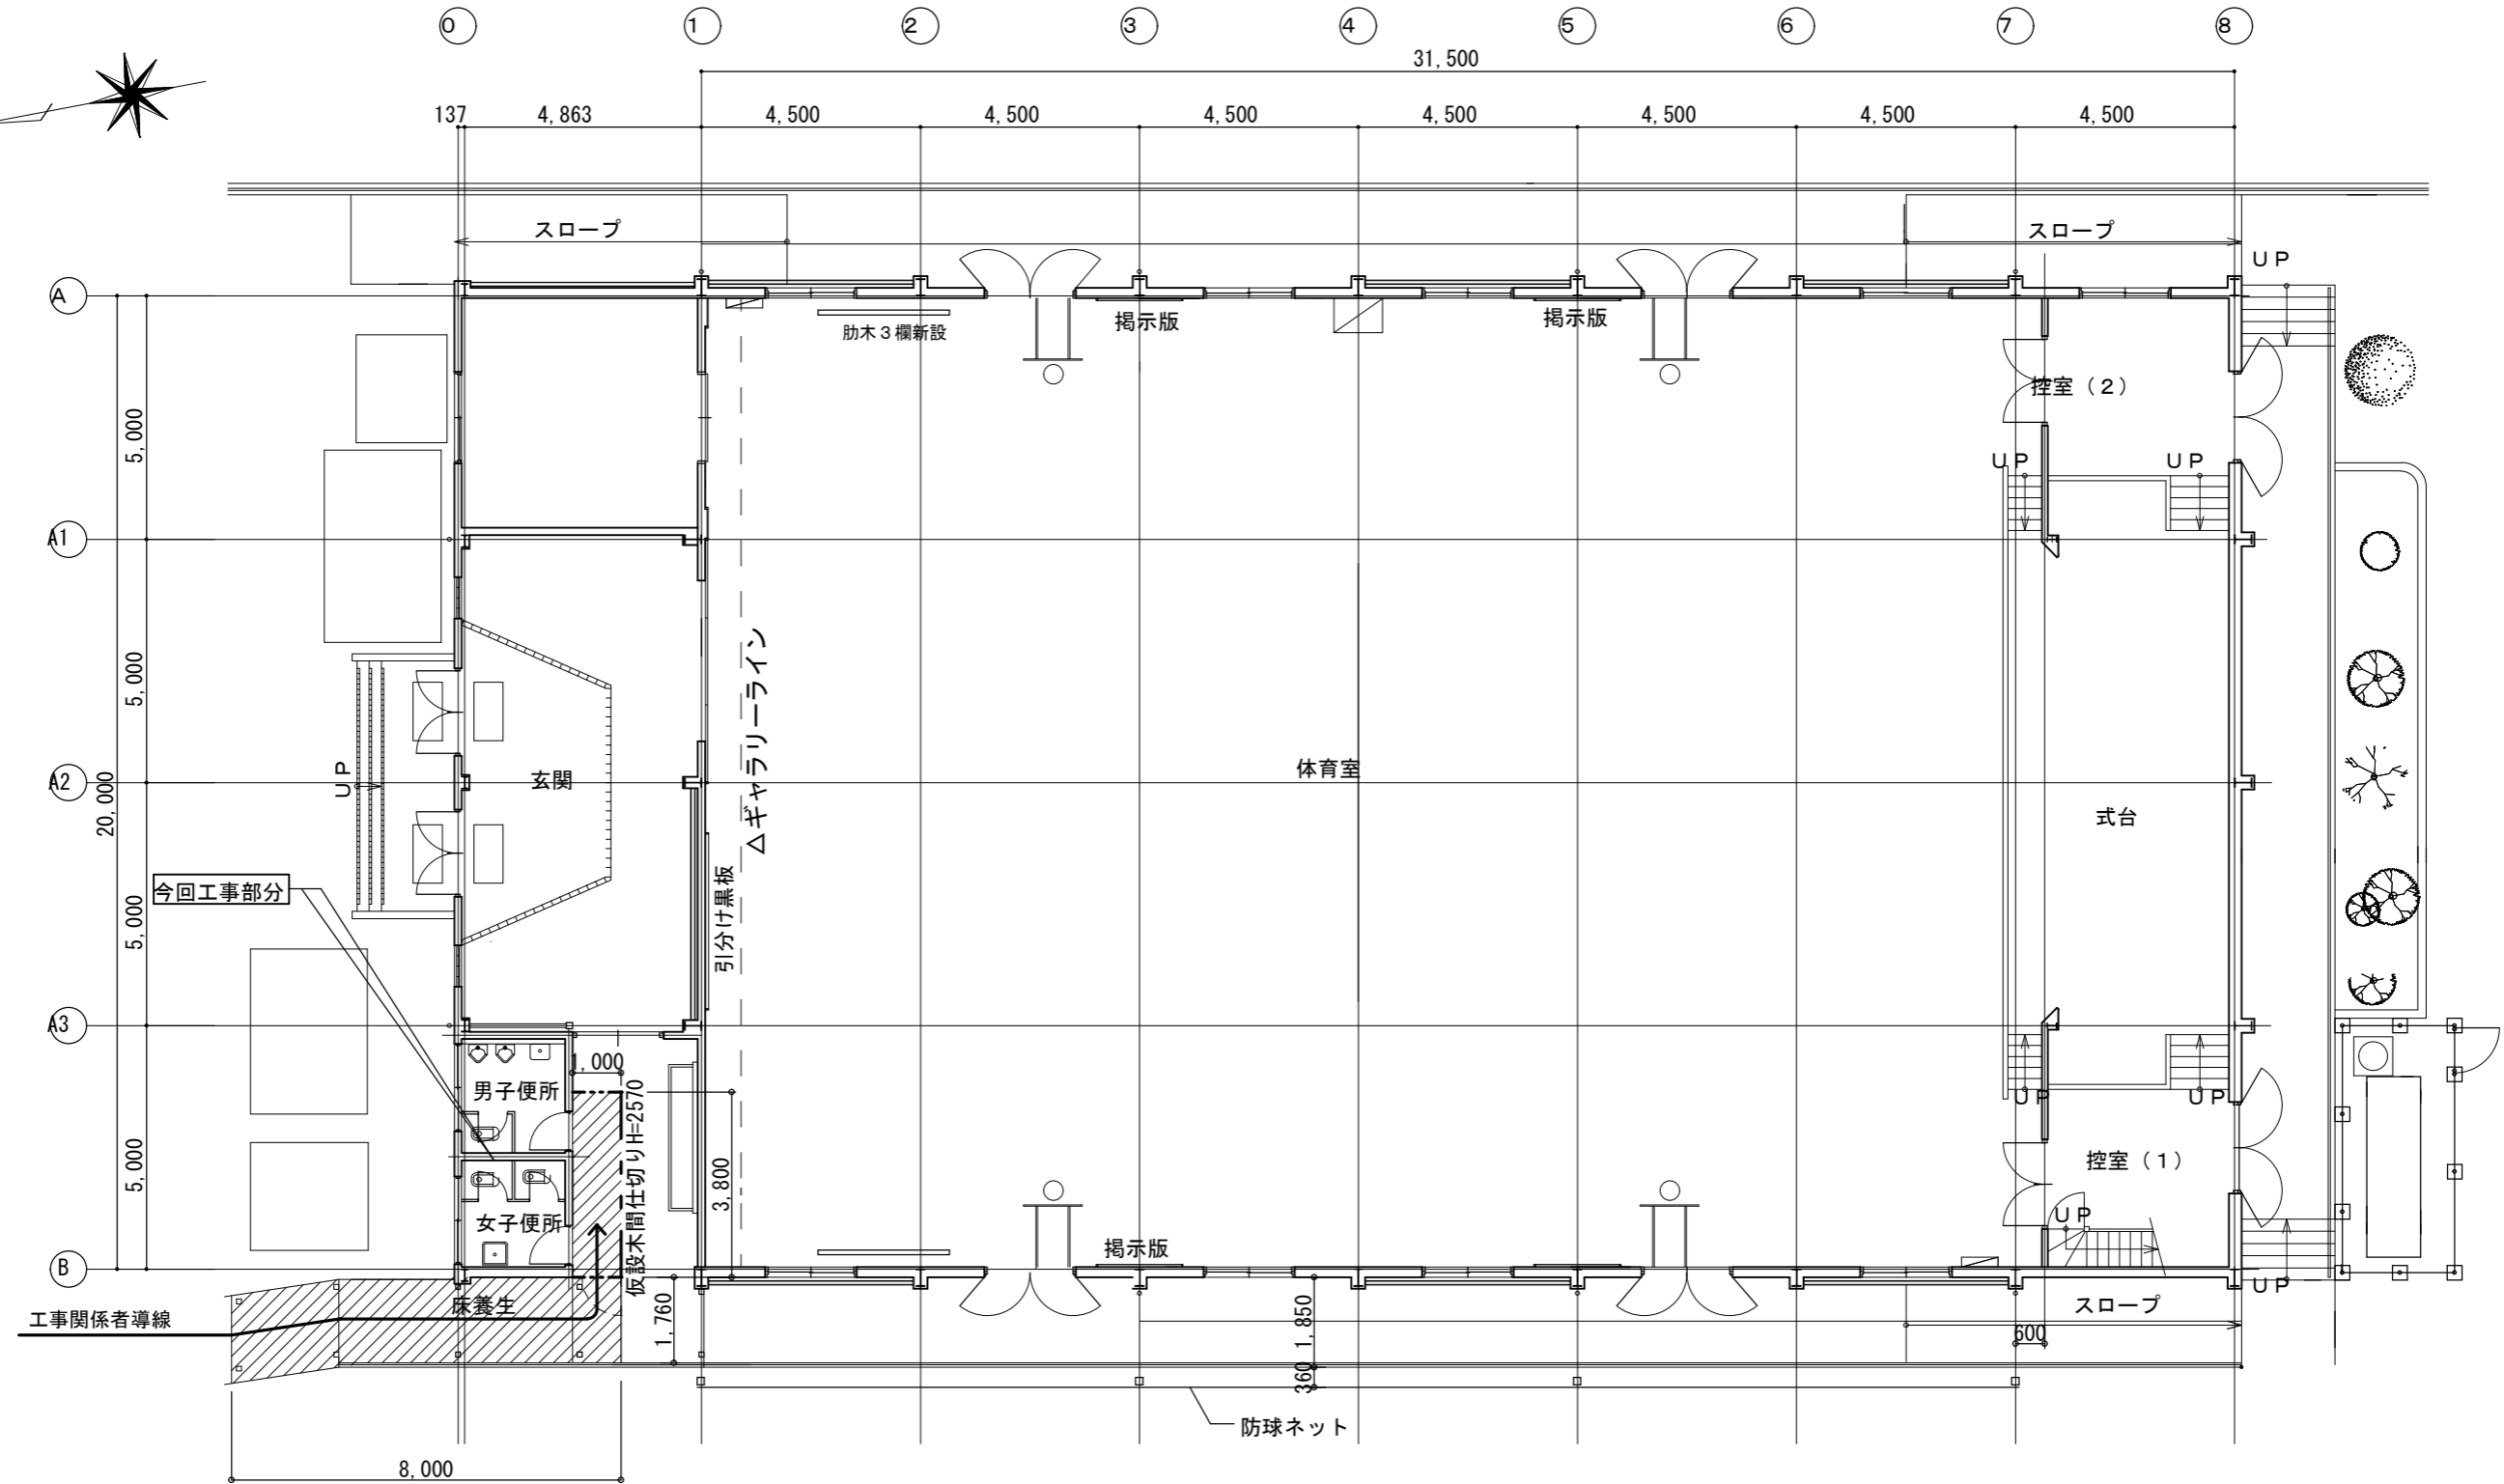 0 1 2 3 4 5 6 7 8
31,500
137 4,863 4,500 4,500 4,500 4,500 4,500 4,500 4,500
スロープ
スロープ
UP
A
肋木3欄新設
掲示版
掲示版
控室(2)
5,000
UP
UP
A1
5,000
△ギャラリーライン
UP
玄関
体育室
A2
20,000
式台
今回工事部分
引分け黒板
5,000
A3
1,000
男子便所
仮設木間仕切りH=2570
UP
UP
5,000
3,800
控室(1)
女子便所
UP
掲示版
B
UP
床養生
工事関係者導線
1,760
1,850
スロープ
600
360
防球ネット
8,000